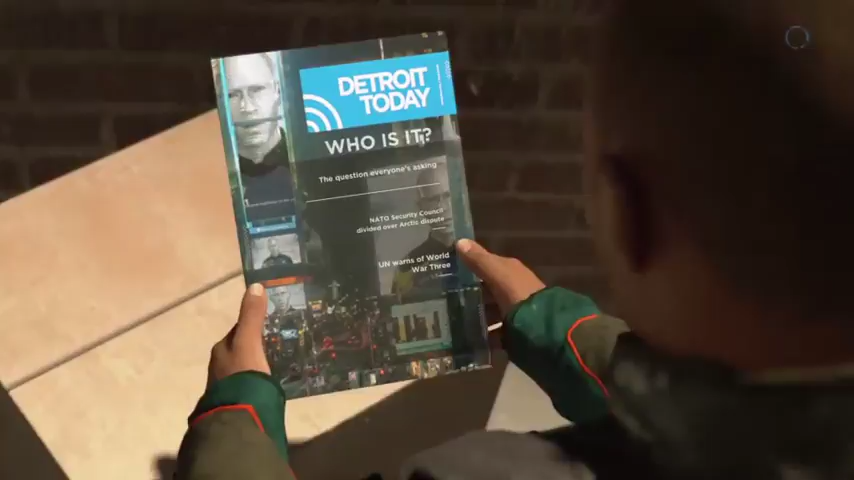 DETROIT
TODAY
WHO IS IT?
The question everyone's asking
NATO Security Council
divided over Arctic dispute
UN warns of World
War Three